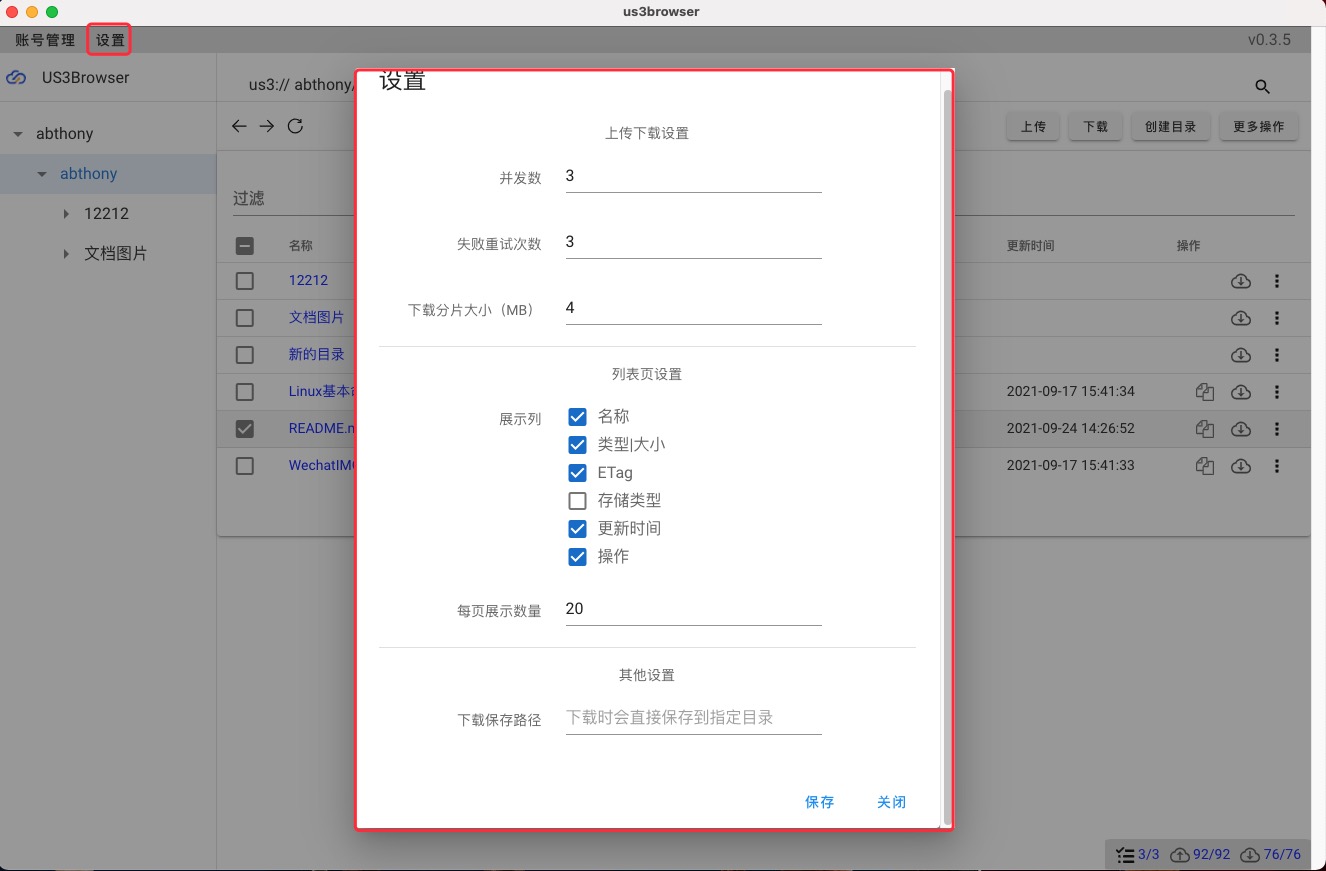 us3browser
账号管理 设置 v0.3.5
US3Browser
us3:// abthony/
abthony
abthony
12212
文档图片
上传 下载 创建目录 更多操作
过滤
名称 更新时间 操作
12212
文档图片
新的目录
Linux基本 2021-09-17 15:41:34
README.m 2021-09-24 14:26:52
WechatIM 2021-09-17 15:41:33
设置
上传下载设置
并发数 3
失败重试次数 3
下载分片大小（MB） 4
列表页设置
展示列
名称
类型|大小
ETag
存储类型
更新时间
操作
每页展示数量 20
其他设置
下载保存路径 下载时会直接保存到指定目录
保存 关闭
3/3 92/92 76/76